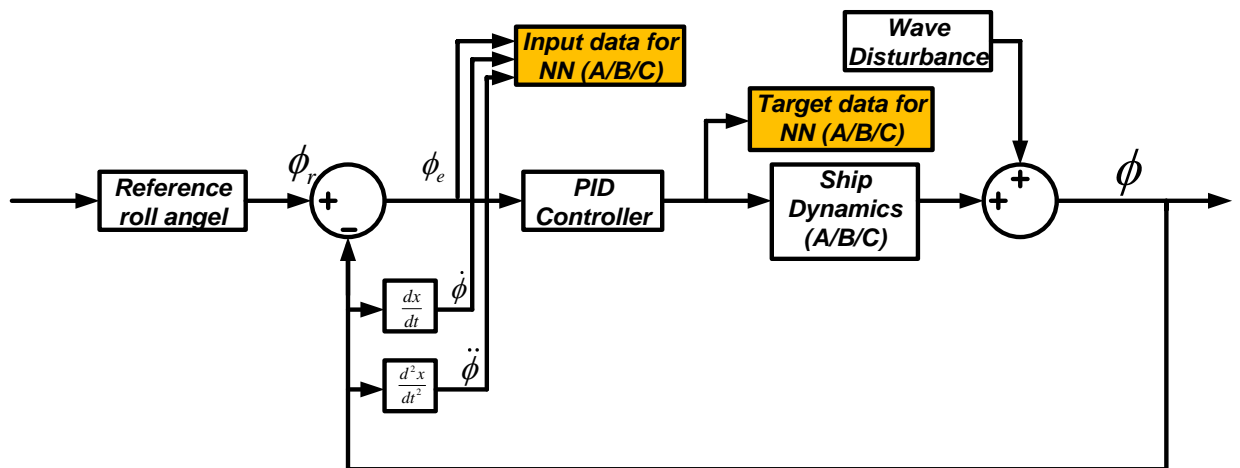 Input data for
NN (A/B/C)
Wave
Disturbance
Target data for
NN (A/B/C)
Reference
roll angel
ϕr
+
−
ϕe
PID
Controller
Ship
Dynamics
(A/B/C)
+
+
ϕ
dx
dt
ϕ̇
d²x
dt²
ϕ̈